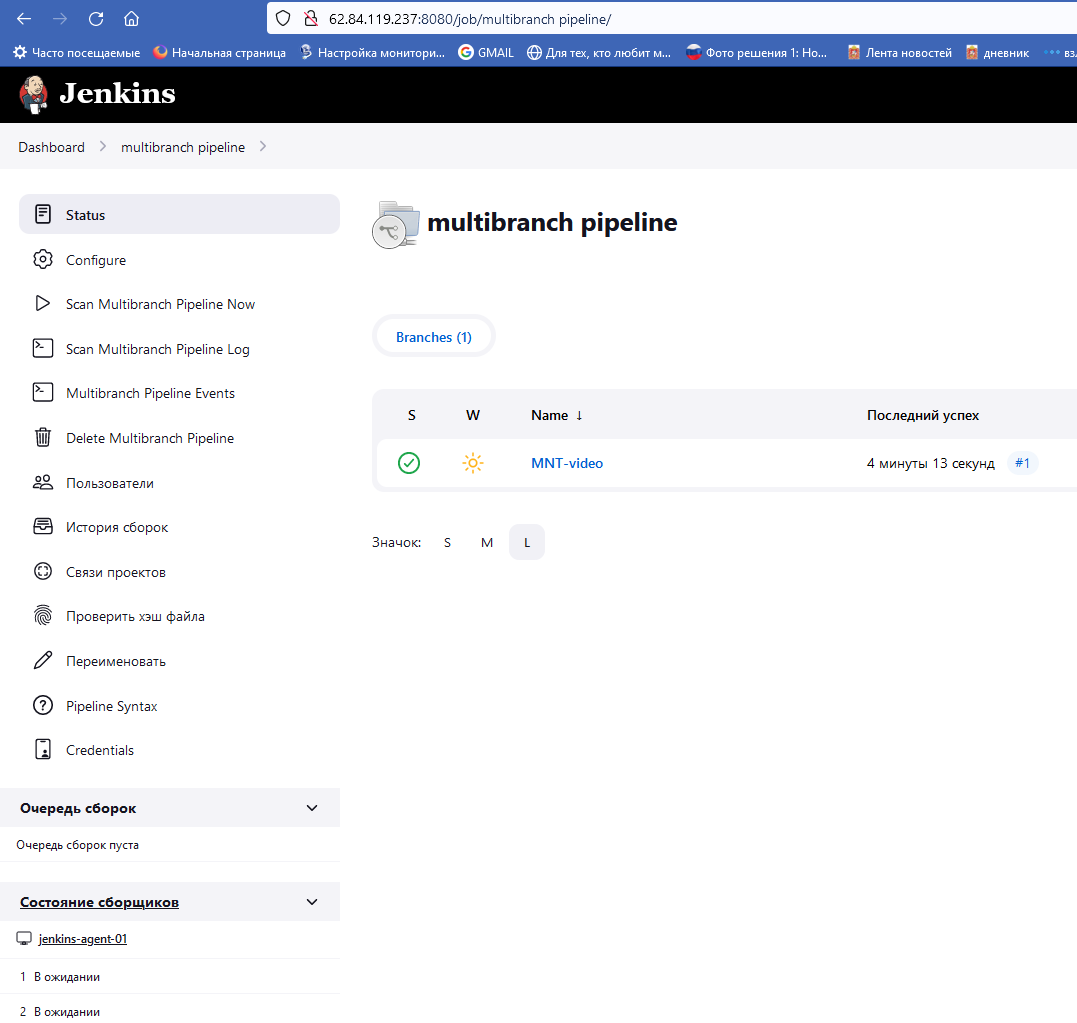 62.84.119.237:8080/job/multibranch pipeline/
Часто посещаемые Начальная страница Настройка монитори... GMAIL Для тех, кто любит м... Фото решения 1: Но... Лента новостей дневник вз
Jenkins
Dashboard multibranch pipeline
Status
Configure
Scan Multibranch Pipeline Now
Scan Multibranch Pipeline Log
Multibranch Pipeline Events
Delete Multibranch Pipeline
Пользователи
История сборок
Связи проектов
Проверить хэш файла
Переименовать
Pipeline Syntax
Credentials
Очередь сборок
Очередь сборок пуста
Состояние сборщиков
jenkins-agent-01
1 В ожидании
2 В ожидании
multibranch pipeline
Branches (1)
S W Name ↓ Последний успех
MNT-video 4 минуты 13 секунд #1
Значок: S M L